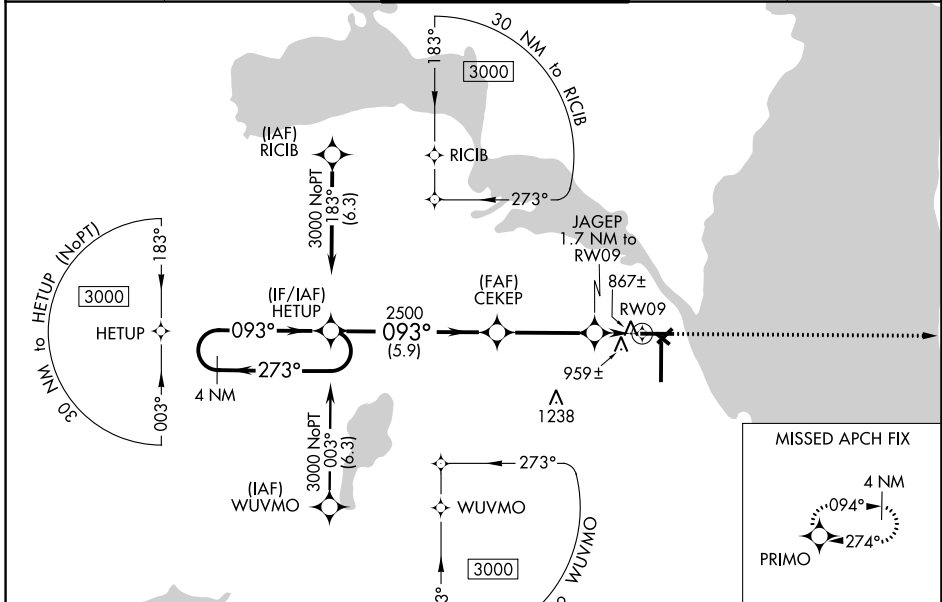 30 NM to RICIB
183°
3000
RICIB
273°
(IAF)
RICIB
3000 NoPT
183°
(6.3)
JAGEP
1.7 NM to
RW09
867±
RW09
30 NM to HETUP (NoPT)
183°
3000
HETUP
003°
(IF/IAF)
HETUP
093°
273°
4 NM
2500
093°
(5.9)
(FAF)
CEKEP
959±
1238
3000 NoPT
003°
(6.3)
(IAF)
WUVMO
273°
WUVMO
3000
WUVMO
MISSED APCH FIX
4 NM
094°
274°
PRIMO